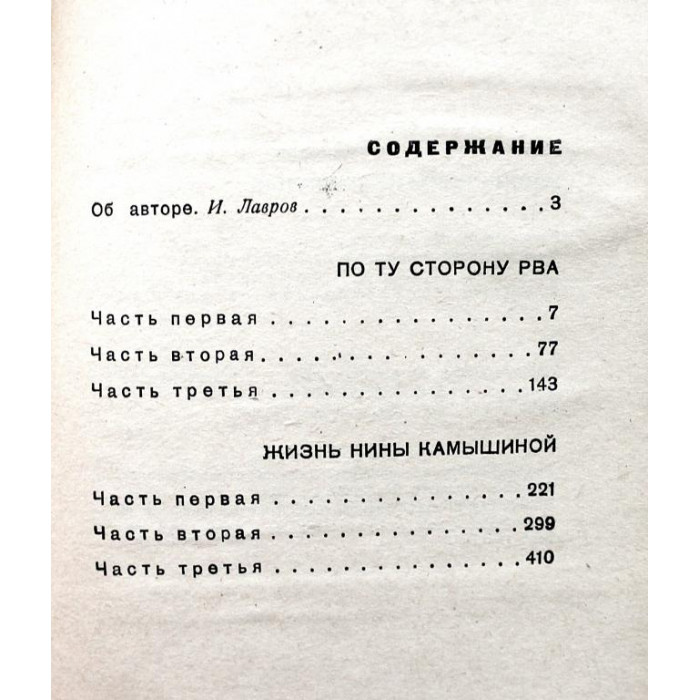 СОДЕРЖАНИЕ
Об авторе. И. Лавров . . . . . . . . . . . . . . 3
ПО ТУ СТОРОНУ РВА
Часть первая . . . . . . . . . . . . . . . . 7
Часть вторая . . . . . . . . . . . . . . . . 77
Часть третья . . . . . . . . . . . . . . . 143
ЖИЗНЬ НИНЫ КАМЫШИНОЙ
Часть первая . . . . . . . . . . . . . . . 221
Часть вторая . . . . . . . . . . . . . . . 299
Часть третья . . . . . . . . . . . . . . . 410